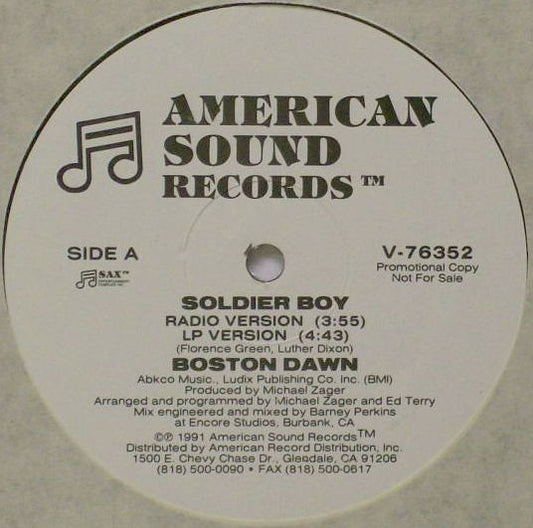 AMERICAN
SOUND
RECORDS ™
SIDE A
V-76352
SAX™
Promotional Copy
Not For Sale
SOLDIER BOY
RADIO VERSION (3:55)
LP VERSION (4:43)
(Florence Green, Luther Dixon)
BOSTON DAWN
Abkco Music., Ludix Publishing Co. Inc. (BMI)
Produced by Michael Zager
Arranged and programmed by Michael Zager and Ed Terry
Mix engineered and mixed by Barney Perkins
at Encore Studios, Burbank, CA
©℗ 1991 American Sound Records™
Distributed by American Record Distribution, Inc.
1500 E. Chevy Chase Dr., Glendale, CA 91206
(818) 500-0090 • FAX (818) 500-0617